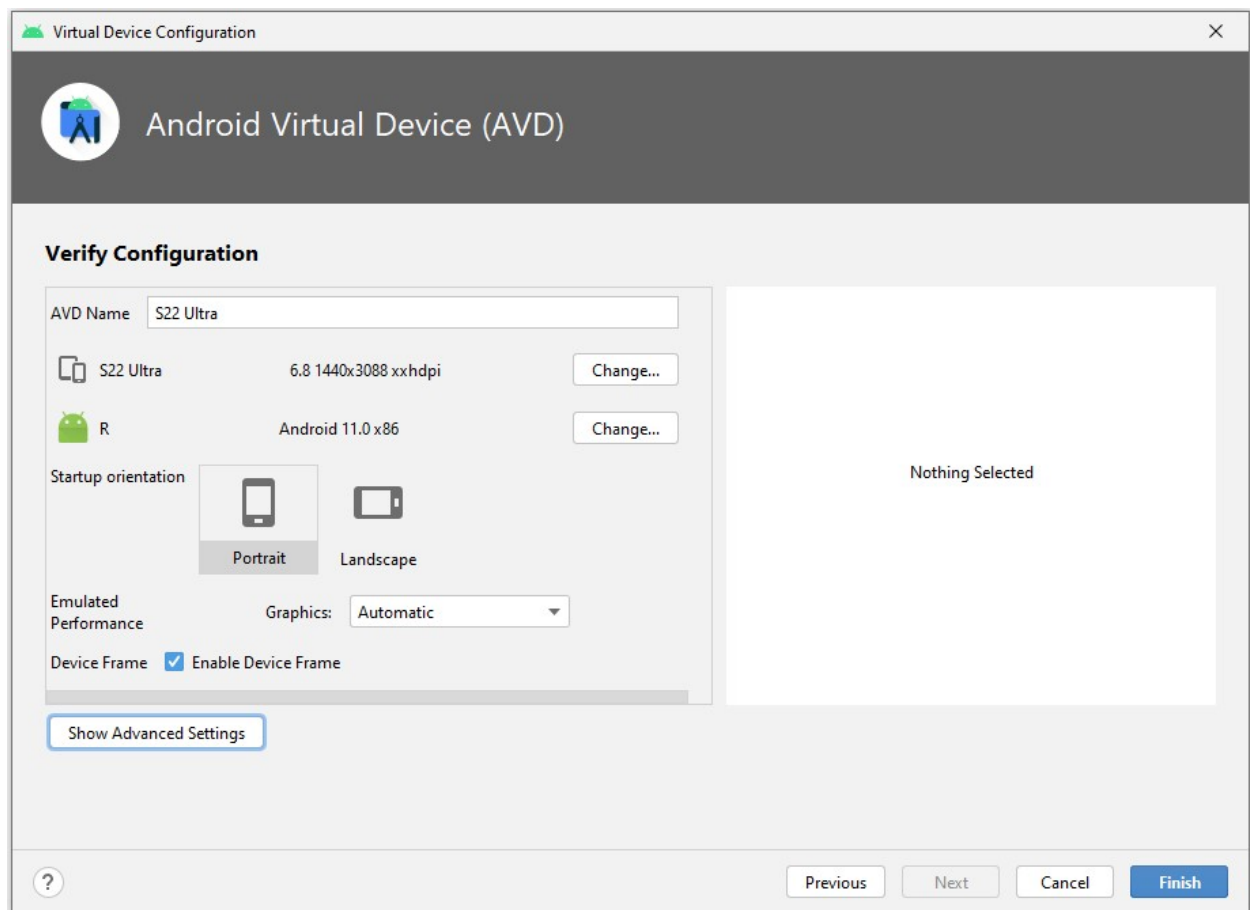 Virtual Device Configuration
Android Virtual Device (AVD)
Verify Configuration
AVD Name S22 Ultra
S22 Ultra 6.8 1440x3088 xxhdpi Change...
R Android 11.0 x86 Change...
Startup orientation
Portrait Landscape
Emulated
Performance
Graphics: Automatic
Device Frame Enable Device Frame
Show Advanced Settings
Nothing Selected
? Previous Next Cancel Finish